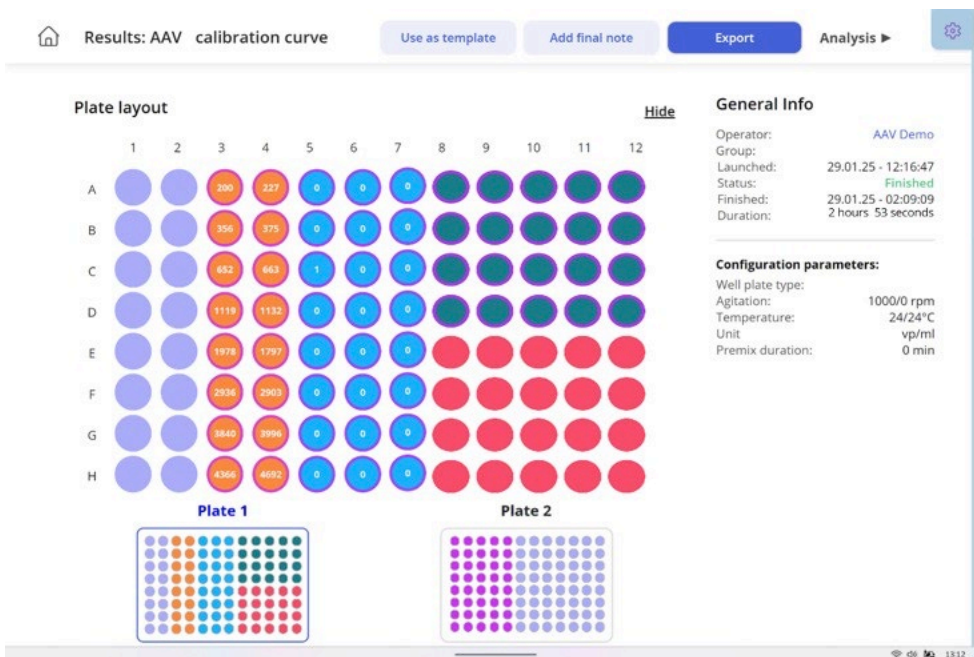 Results: AAV calibration curve
Use as template
Add final note
Export
Analysis ▶
Plate layout
Hide
1 2 3 4 5 6 7 8 9 10 11 12
A 200 227 0 0 0
B 356 375 0 0 0
C 652 663 1 0 0
D 1119 1132 0 0 0
E 1978 1797 0 0 0
F 2936 2903 0 0 0
G 3840 3996 0 0 0
H 4366 4692 0 0 0
Plate 1
Plate 2
General Info
Operator: AAV Demo
Group:
Launched: 29.01.25 - 12:16:47
Status: Finished
Finished: 29.01.25 - 02:09:09
Duration: 2 hours 53 seconds
Configuration parameters:
Well plate type:
Agitation: 1000/0 rpm
Temperature: 24/24°C
Unit vp/ml
Premix duration: 0 min
13:12